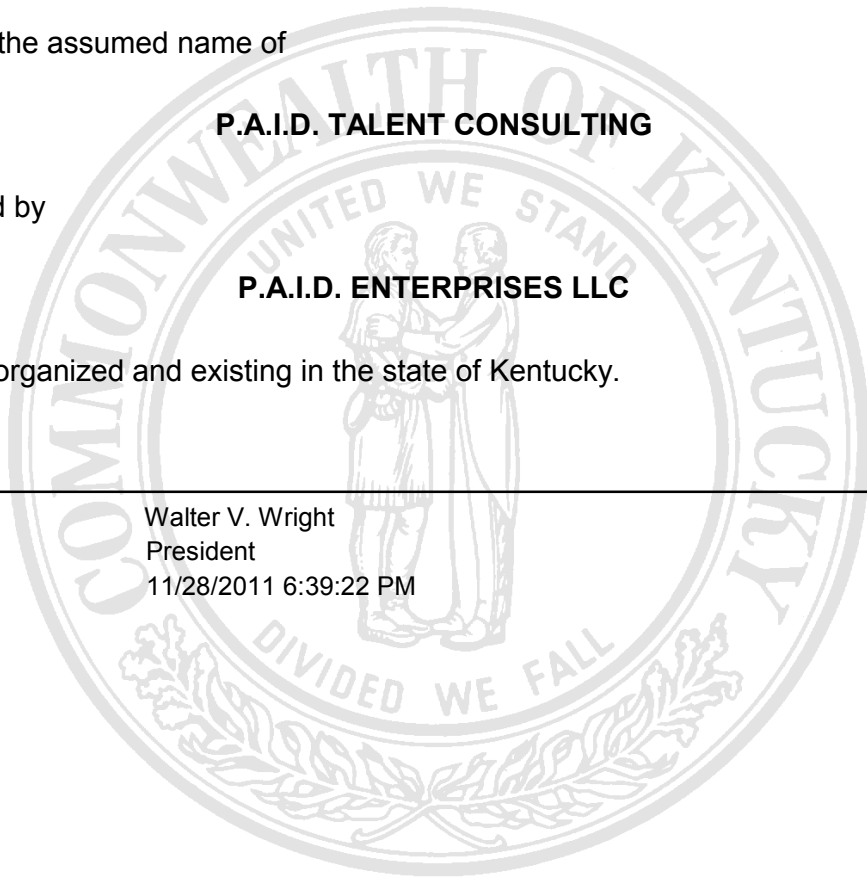 the assumed name of
P.A.I.D. TALENT CONSULTING
d by
P.A.I.D. ENTERPRISES LLC
organized and existing in the state of Kentucky.
Walter V. Wright
President
11/28/2011 6:39:22 PM
COMMONWEALTH OF KENTUCKY
UNITED WE STAND
DIVIDED WE FALL